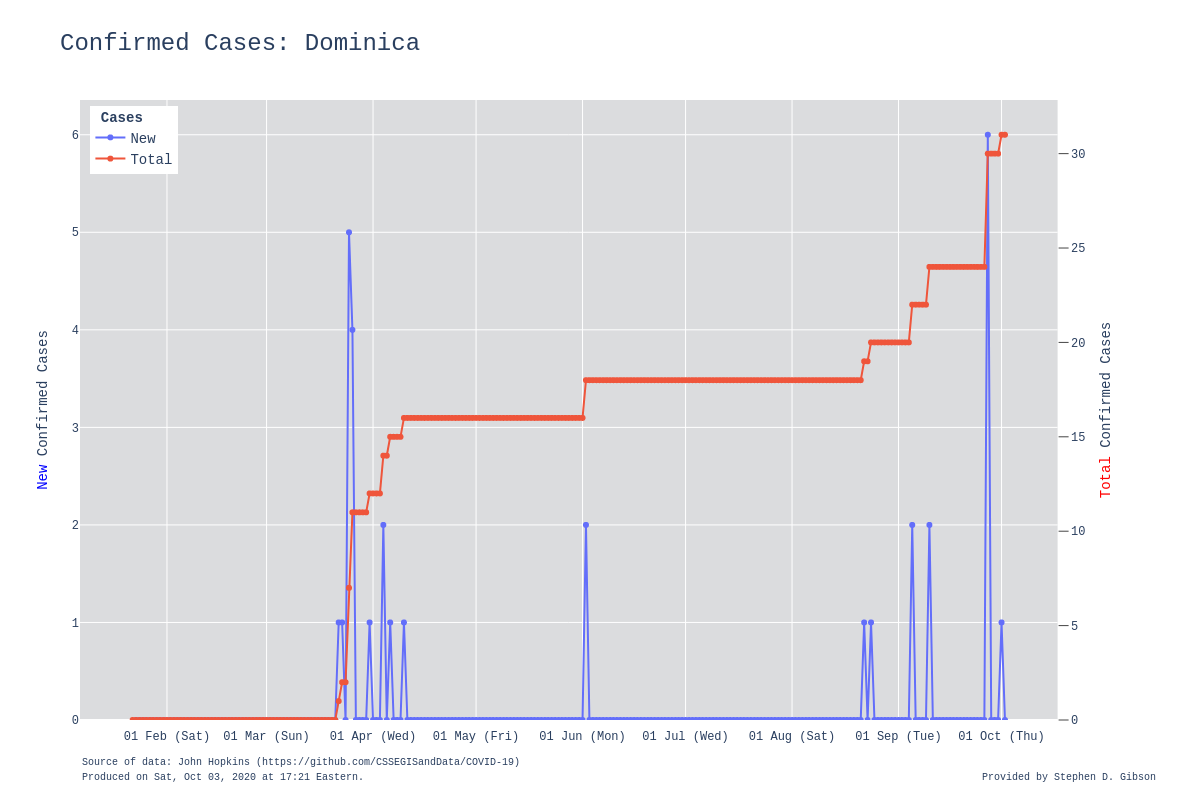 Confirmed Cases: Dominica
Cases
New
Total
6
5
4
3
2
1
0
New Confirmed Cases
30
25
20
15
10
5
0
Total Confirmed Cases
01 Feb (Sat) 01 Mar (Sun) 01 Apr (Wed) 01 May (Fri) 01 Jun (Mon) 01 Jul (Wed) 01 Aug (Sat) 01 Sep (Tue) 01 Oct (Thu)
Source of data: John Hopkins (https://github.com/CSSEGISandData/COVID-19)
Produced on Sat, Oct 03, 2020 at 17:21 Eastern.
Provided by Stephen D. Gibson